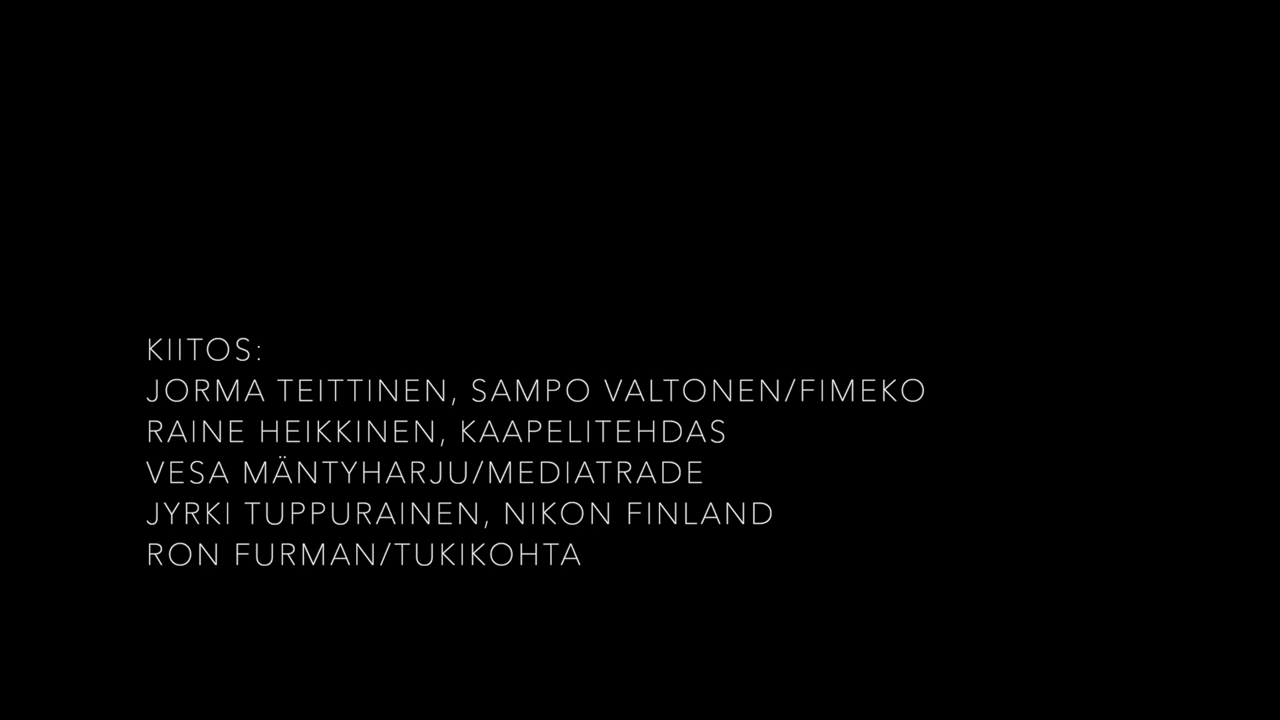 KIITOS:
JORMA TEITTINEN, SAMPO VALTONEN/FIMEKO
RAINE HEIKKINEN, KAAPELITEHDAS
VESA MÄNTYHARJU/MEDIATRADE
JYRKI TUPPURAINEN, NIKON FINLAND
RON FURMAN/TUKIKOHTA